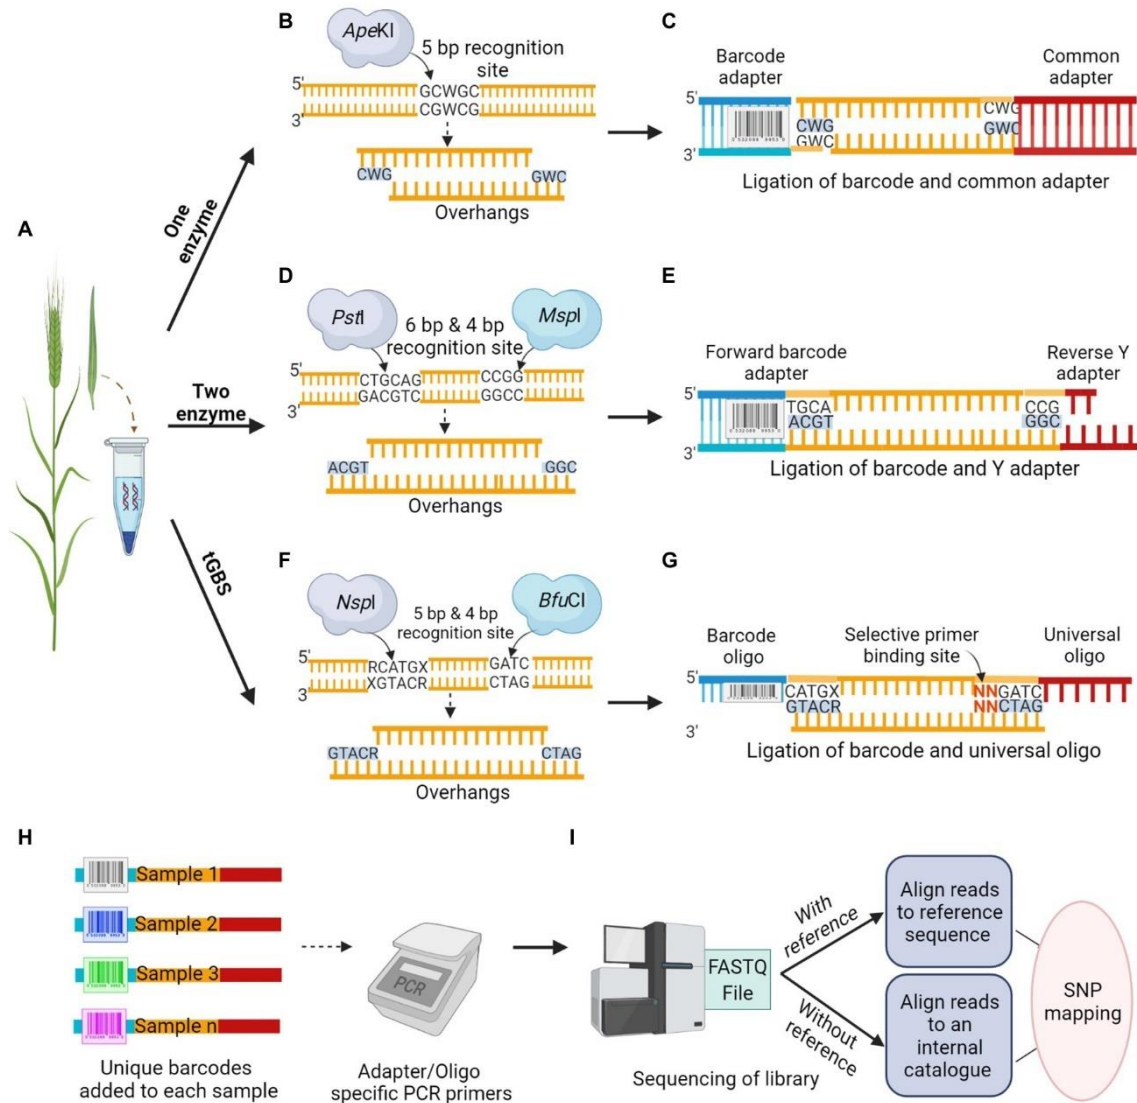 A
One
enzyme
Two
enzyme
tGBS
B
ApeKI
5 bp recognition
site
5'
GCWGC
CGWCG
3'
CWG
GWC
Overhangs
C
Barcode
adapter
Common
adapter
5'
CWG
CWG
GWC
GWC
3'
Ligation of barcode and common adapter
D
PstI
MspI
6 bp & 4 bp
recognition site
5'
CTGCAG
CCGG
GACGTC
GGCC
3'
ACGT
GGC
Overhangs
E
Forward barcode
adapter
Reverse Y
adapter
5'
TGCA
CCG
ACGT
GGC
3'
Ligation of barcode and Y adapter
F
NspI
BfuCI
5 bp & 4 bp
recognition site
5'
RCATGX
GATC
XGTACR
CTAG
3'
GTACR
CTAG
Overhangs
G
Barcode
oligo
Selective primer
binding site
Universal
oligo
5'
CATGX
NNGATC
GTACR
NNCTAG
3'
Ligation of barcode and universal oligo
H
Sample 1
Sample 2
Sample 3
Sample n
Unique barcodes
added to each sample
PCR
Adapter/Oligo
specific PCR primers
I
FASTQ
File
Sequencing of library
With
reference
Without
reference
Align reads
to reference
sequence
Align reads
to an
internal
catalogue
SNP
mapping